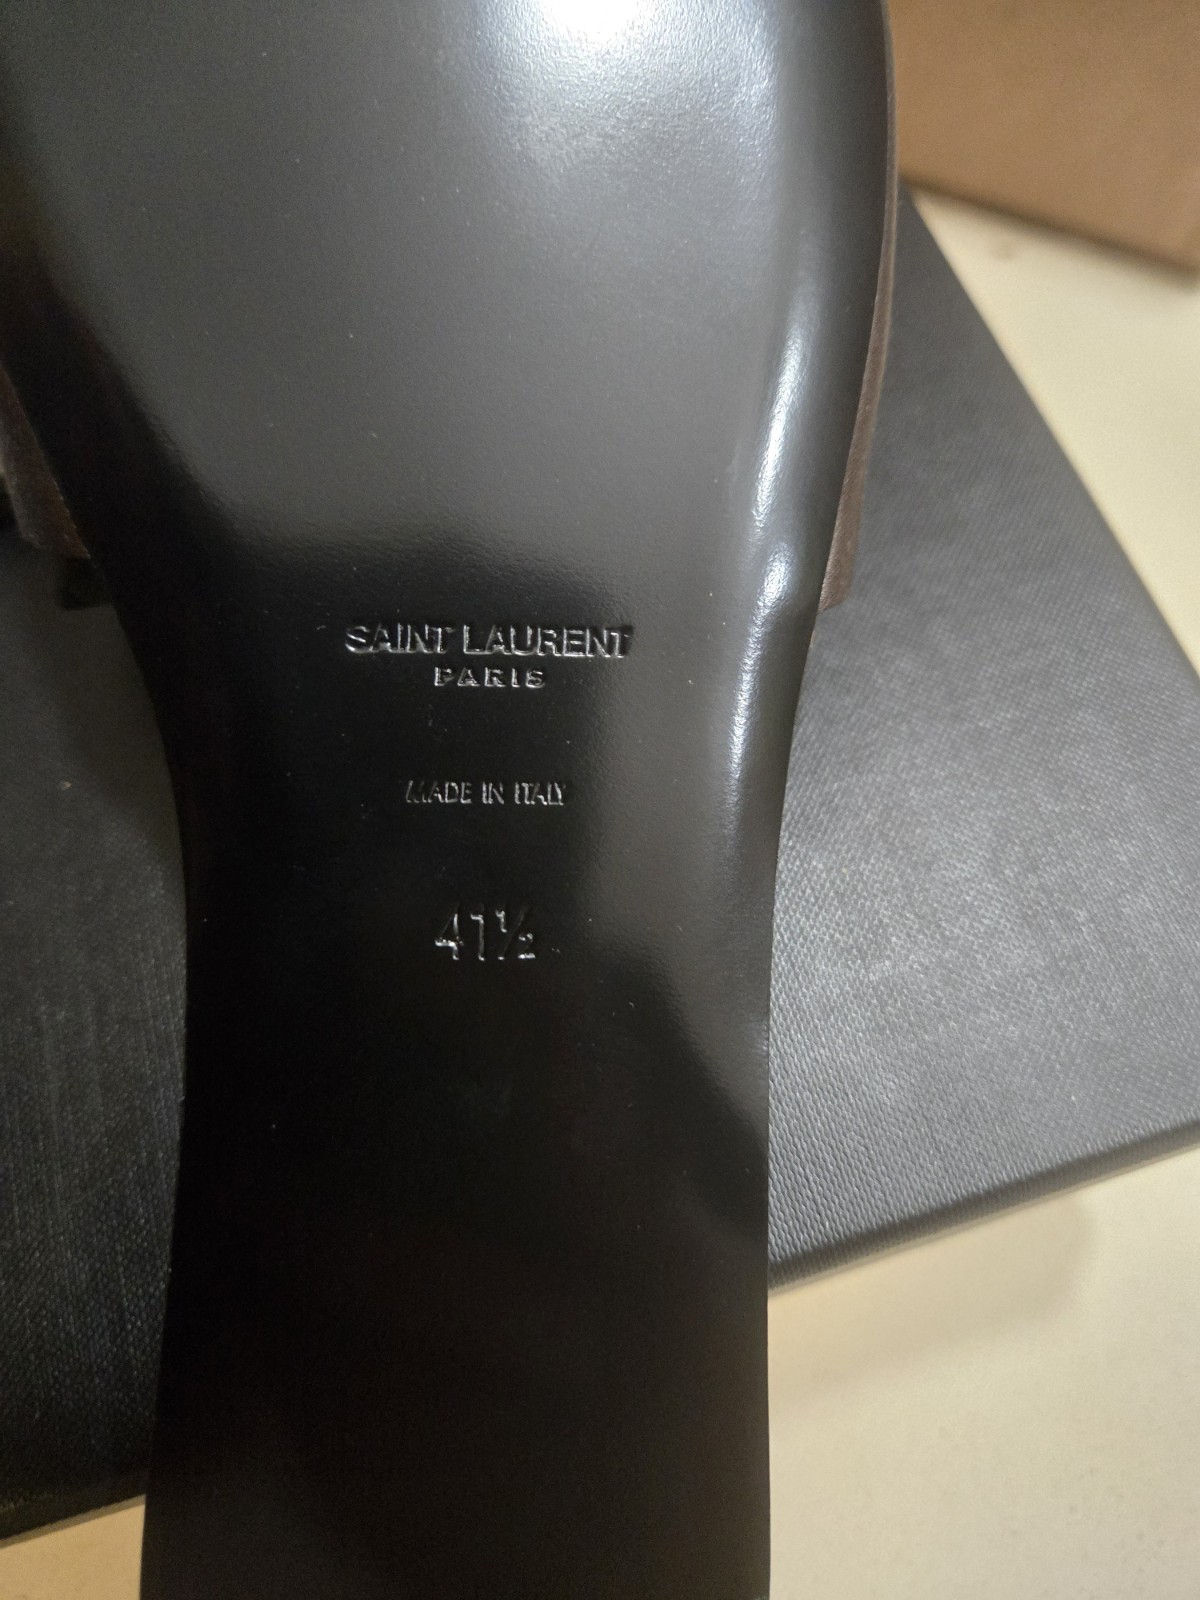 SAINT LAURENT
PARIS
MADE IN ITALY
41½